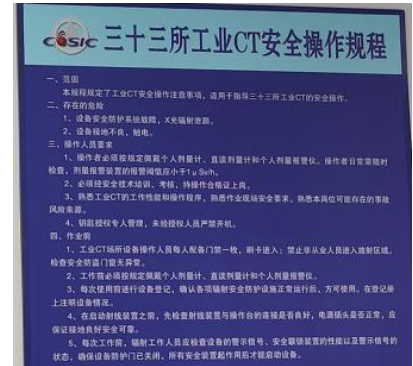 CASIC 三十三所工业CT安全操作规程
一、范围
本规程规定了工业CT安全操作注意事项，适用于指导三十三所工业CT的安全操作。
二、存在的危险
1、设备安全防护系统故障，X光辐射泄漏。
2、设备接地不良，触电。
三、操作人员要求
1、操作者必须按规定佩戴个人剂量计、直读剂量计和个人剂量报警仪。操作者日常需随时
检查，剂量报警装置的报警阈值应小于1μSv/h。
2、必须经安全技术培训、考核，持操作合格证上岗。
3、熟悉工业CT的工作性能和操作程序，熟悉作业现场安全要求，熟悉本岗位可能存在的事故
风险来源。
4、钥匙授权专人管理，未经授权人员严禁开机。
四、作业前
1、工业CT场所设备操作人员每人配备门禁一枚，刷卡进入；禁止非从业人员进入放射区域。
检查安全防盗门窗无异常。
2、工作前必须按规定佩戴个人剂量计、直读剂量计和个人剂量报警仪。
3、每次使用前进行设备登记，确认各项辐射安全防护设施正常运行后，方可使用。在登记册
上注明设备情况。
4、在启动射线装置之前，先检查射线装置与操作台的连接是否良好，电源插头是否正常，应
保证接地良好安全可靠。
5、每次工作前，辐射工作人员应检查设备的警示信号、安全联锁装置的性能以及警示信号的
状态，确保设备防护门已关闭、所有安全装置起作用后才能启动设备。